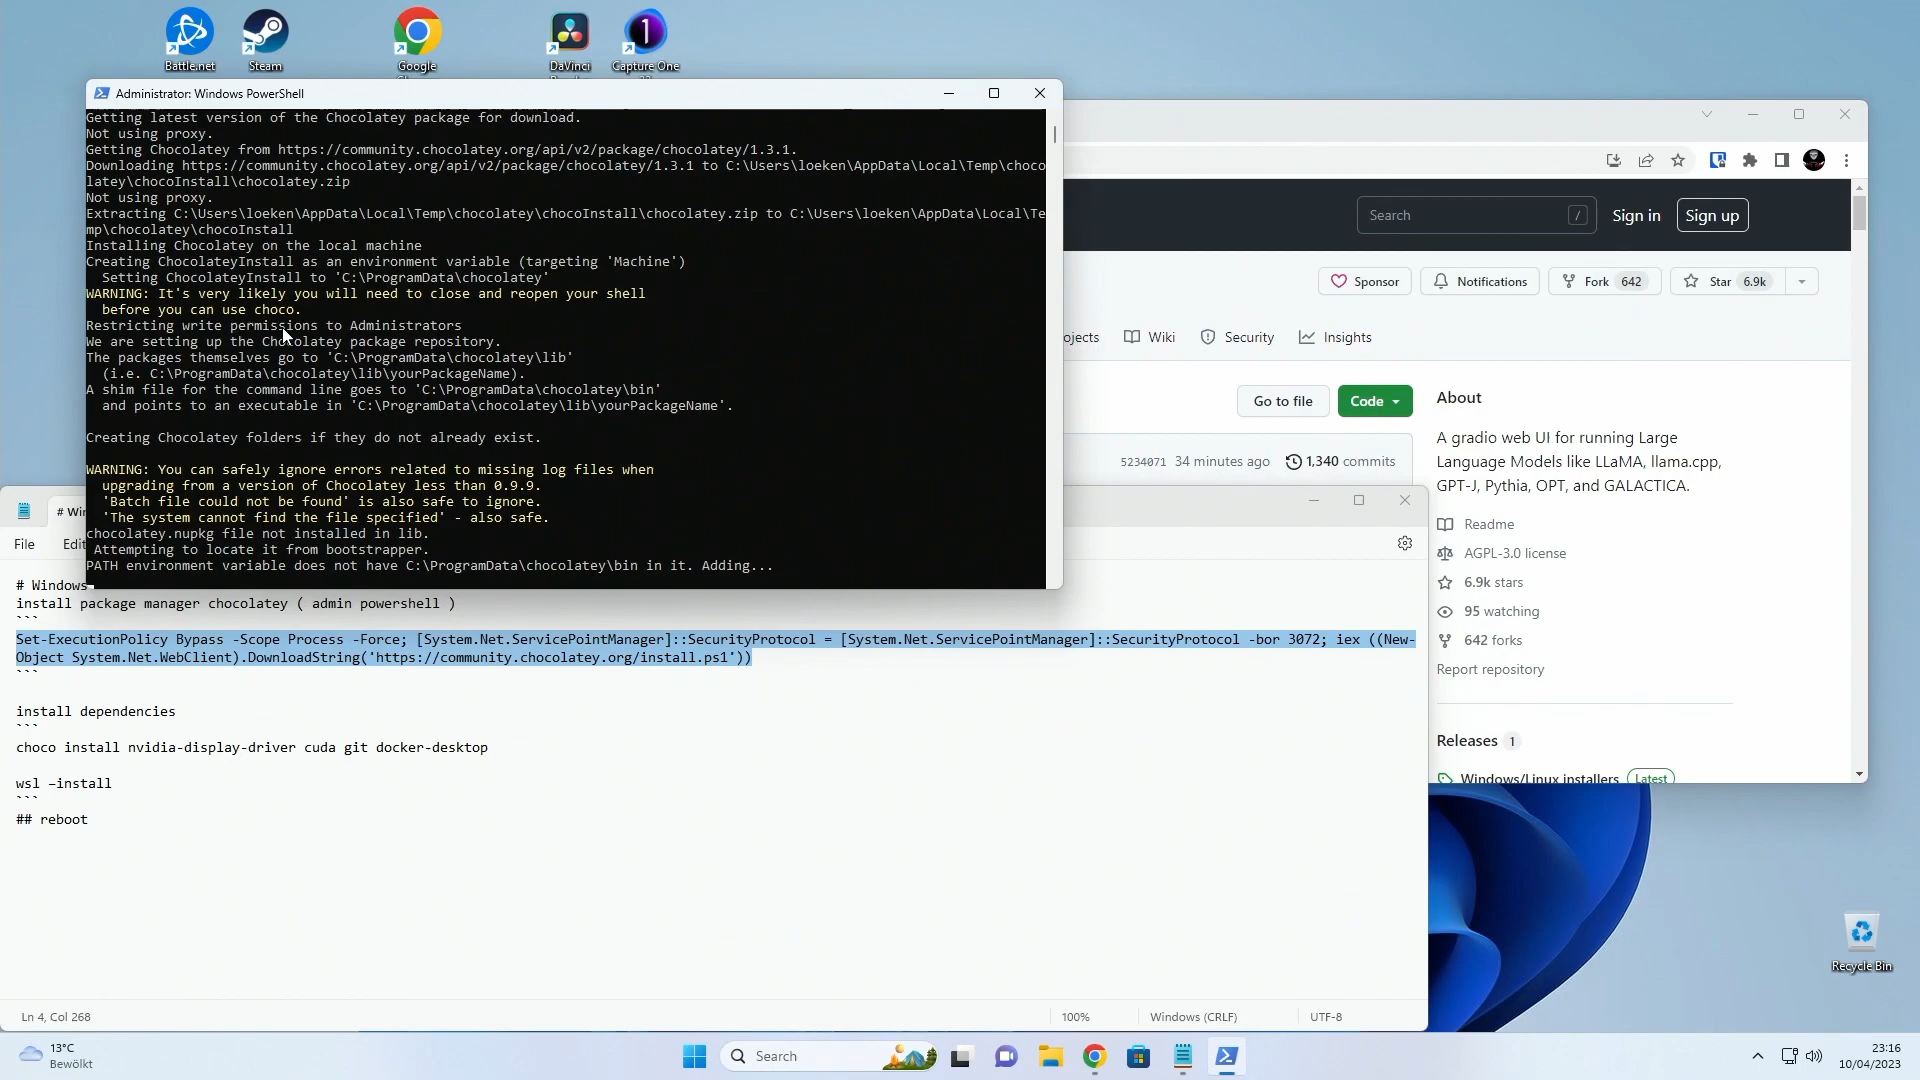 Battle.net
Steam
Google
DaVinci
Capture One
Administrator: Windows PowerShell
Getting latest version of the Chocolatey package for download.
Not using proxy.
Getting Chocolatey from https://community.chocolatey.org/api/v2/package/chocolatey/1.3.1.
Downloading https://community.chocolatey.org/api/v2/package/chocolatey/1.3.1 to C:\Users\loeken\AppData\Local\Temp\choco
latey\chocoInstall\chocolatey.zip
Not using proxy.
Extracting C:\Users\loeken\AppData\Local\Temp\chocolatey\chocoInstall\chocolatey.zip to C:\Users\loeken\AppData\Local\Te
mp\chocolatey\chocoInstall
Installing Chocolatey on the local machine
Creating ChocolateyInstall as an environment variable (targeting 'Machine')
Setting ChocolateyInstall to 'C:\ProgramData\chocolatey'
WARNING: It's very likely you will need to close and reopen your shell
before you can use choco.
Restricting write permissions to Administrators
We are setting up the Chocolatey package repository.
The packages themselves go to 'C:\ProgramData\chocolatey\lib'
(i.e. C:\ProgramData\chocolatey\lib\yourPackageName).
A shim file for the command line goes to 'C:\ProgramData\chocolatey\bin'
and points to an executable in 'C:\ProgramData\chocolatey\lib\yourPackageName'.
Creating Chocolatey folders if they do not already exist.
WARNING: You can safely ignore errors related to missing log files when
upgrading from a version of Chocolatey less than 0.9.9.
'Batch file could not be found' is also safe to ignore.
'The system cannot find the file specified' - also safe.
chocolatey.nupkg file not installed in lib.
Attempting to locate it from bootstrapper.
PATH environment variable does not have C:\ProgramData\chocolatey\bin in it. Adding...
Search /
Sign in
Sign up
Sponsor
Notifications
Fork 642
Star 6.9k
ojects
Wiki
Security
Insights
Go to file
Code
5234071 34 minutes ago 1,340 commits
About
A gradio web UI for running Large
Language Models like LLaMA, llama.cpp,
GPT-J, Pythia, OPT, and GALACTICA.
Readme
AGPL-3.0 license
6.9k stars
95 watching
642 forks
Report repository
Releases 1
Windows/Linux installers Latest
# Wi
File
Edit
# Windows
install package manager chocolatey ( admin powershell )
```
Set-ExecutionPolicy Bypass -Scope Process -Force; [System.Net.ServicePointManager]::SecurityProtocol = [System.Net.ServicePointManager]::SecurityProtocol -bor 3072; iex ((New-
Object System.Net.WebClient).DownloadString('https://community.chocolatey.org/install.ps1'))
```
install dependencies
```
choco install nvidia-display-driver cuda git docker-desktop
wsl –install
```
## reboot
Ln 4, Col 268
100%
Windows (CRLF)
UTF-8
Recycle Bin
13°C
Bewölkt
Search
23:16
10/04/2023